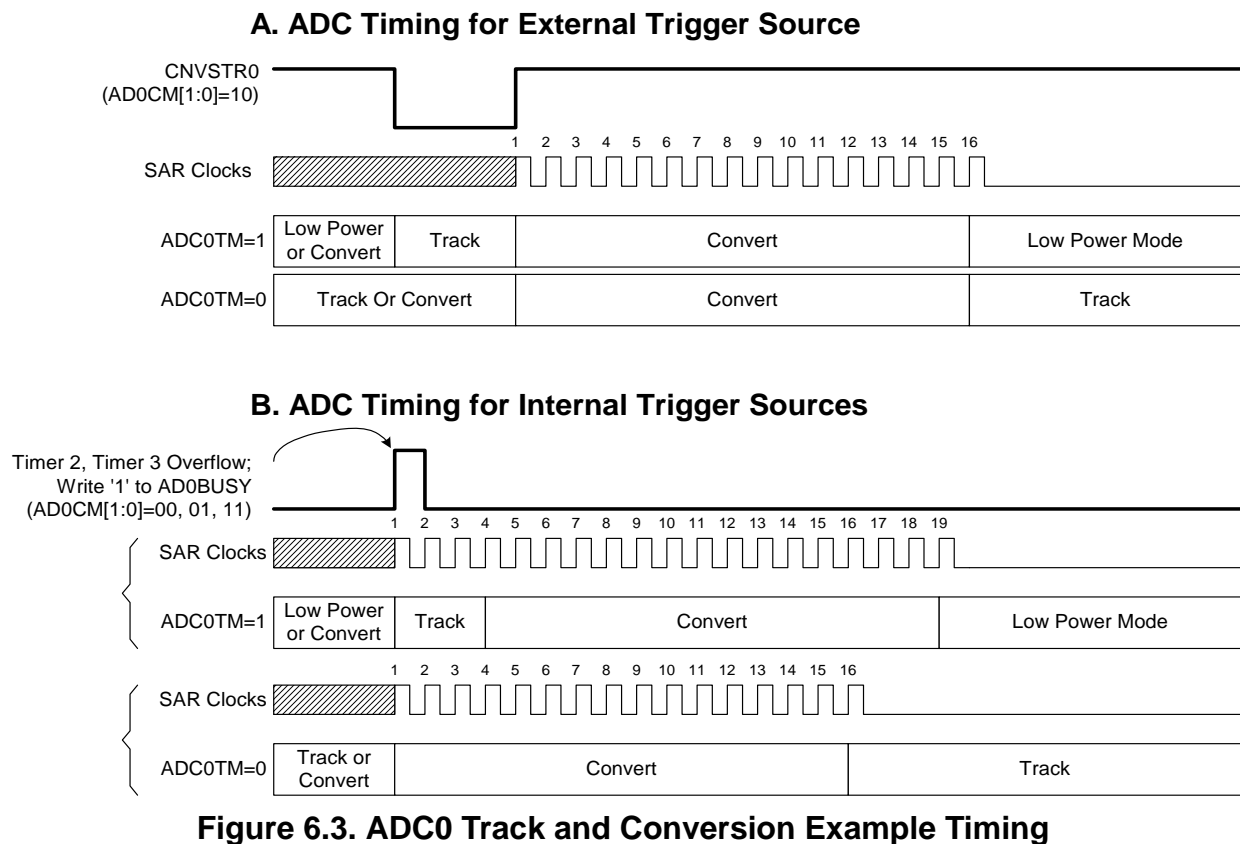 A. ADC Timing for External Trigger Source
CNVSTR0
(AD0CM[1:0]=10)
1 2 3 4 5 6 7 8 9 10 11 12 13 14 15 16
SAR Clocks
ADC0TM=1
Low Power
or Convert
Track
Convert
Low Power Mode
ADC0TM=0
Track Or Convert
Convert
Track
B. ADC Timing for Internal Trigger Sources
Timer 2, Timer 3 Overflow;
Write '1' to AD0BUSY
(AD0CM[1:0]=00, 01, 11)
1 2 3 4 5 6 7 8 9 10 11 12 13 14 15 16 17 18 19
SAR Clocks
ADC0TM=1
Low Power
or Convert
Track
Convert
Low Power Mode
1 2 3 4 5 6 7 8 9 10 11 12 13 14 15 16
SAR Clocks
ADC0TM=0
Track or
Convert
Convert
Track
Figure 6.3. ADC0 Track and Conversion Example Timing